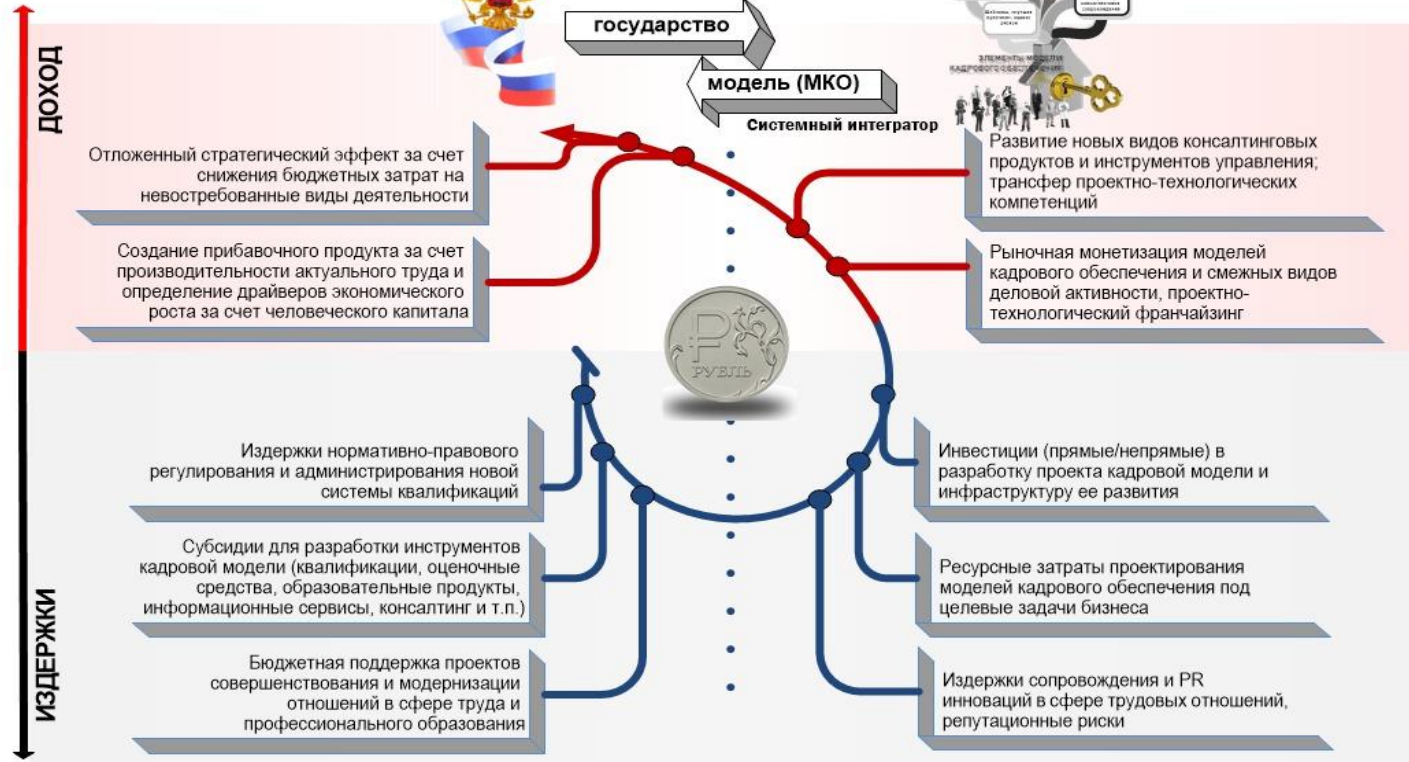 государство
модель (МКО)
Системный интегратор
ЭЛЕМЕНТЫ МОДЕЛИ
КАДРОВОГО ОБЕСПЕЧЕНИЯ
ДОХОД
Отложенный стратегический эффект за счет
снижения бюджетных затрат на
невостребованные виды деятельности
Создание прибавочного продукта за счет
производительности актуального труда и
определение драйверов экономического
роста за счет человеческого капитала
Развитие новых видов консалтинговых
продуктов и инструментов управления;
трансфер проектно-технологических
компетенций
Рыночная монетизация моделей
кадрового обеспечения и смежных видов
деловой активности, проектно-
технологический франчайзинг
РУБЛЬ
ИЗДЕРЖКИ
Издержки нормативно-правового
регулирования и администрирования новой
системы квалификаций
Субсидии для разработки инструментов
кадровой модели (квалификации, оценочные
средства, образовательные продукты,
информационные сервисы, консалтинг и т.п.)
Бюджетная поддержка проектов
совершенствования и модернизации
отношений в сфере труда и
профессионального образования
Инвестиции (прямые/непрямые) в
разработку проекта кадровой модели и
инфраструктуру ее развития
Ресурсные затраты проектирования
моделей кадрового обеспечения под
целевые задачи бизнеса
Издержки сопровождения и PR
инноваций в сфере трудовых отношений,
репутационные риски